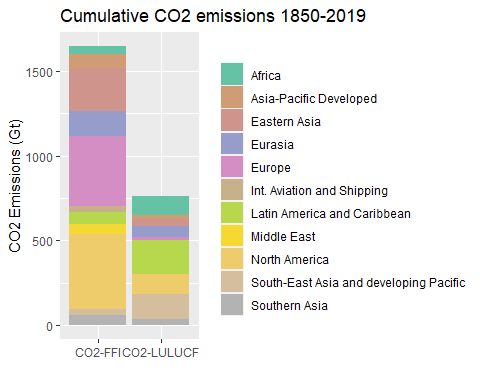 Cumulative CO2 emissions 1850-2019
CO2 Emissions (Gt)
1500
1000
500
0
CO2-FFI
CO2-LULUCF
Africa
Asia-Pacific Developed
Eastern Asia
Eurasia
Europe
Int. Aviation and Shipping
Latin America and Caribbean
Middle East
North America
South-East Asia and developing Pacific
Southern Asia